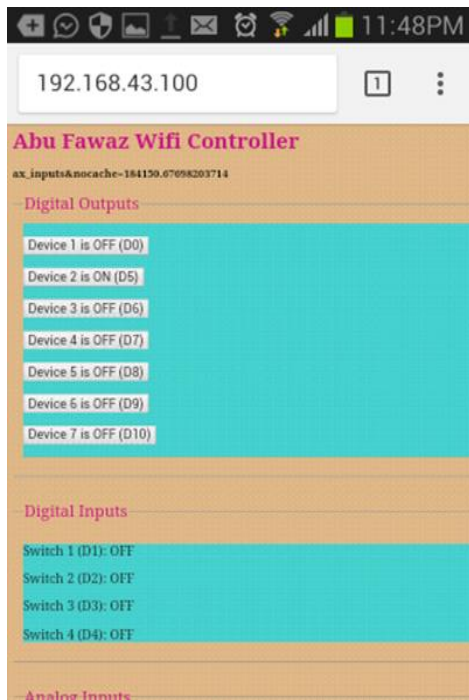 11:48PM
192.168.43.100
1
Abu Fawaz Wifi Controller
ax_inputs&nocache=184150.67698203714
Digital Outputs
Device 1 is OFF (D0)
Device 2 is ON (D5)
Device 3 is OFF (D6)
Device 4 is OFF (D7)
Device 5 is OFF (D8)
Device 6 is OFF (D9)
Device 7 is OFF (D10)
Digital Inputs
Switch 1 (D1): OFF
Switch 2 (D2): OFF
Switch 3 (D3): OFF
Switch 4 (D4): OFF
Analog Inputs